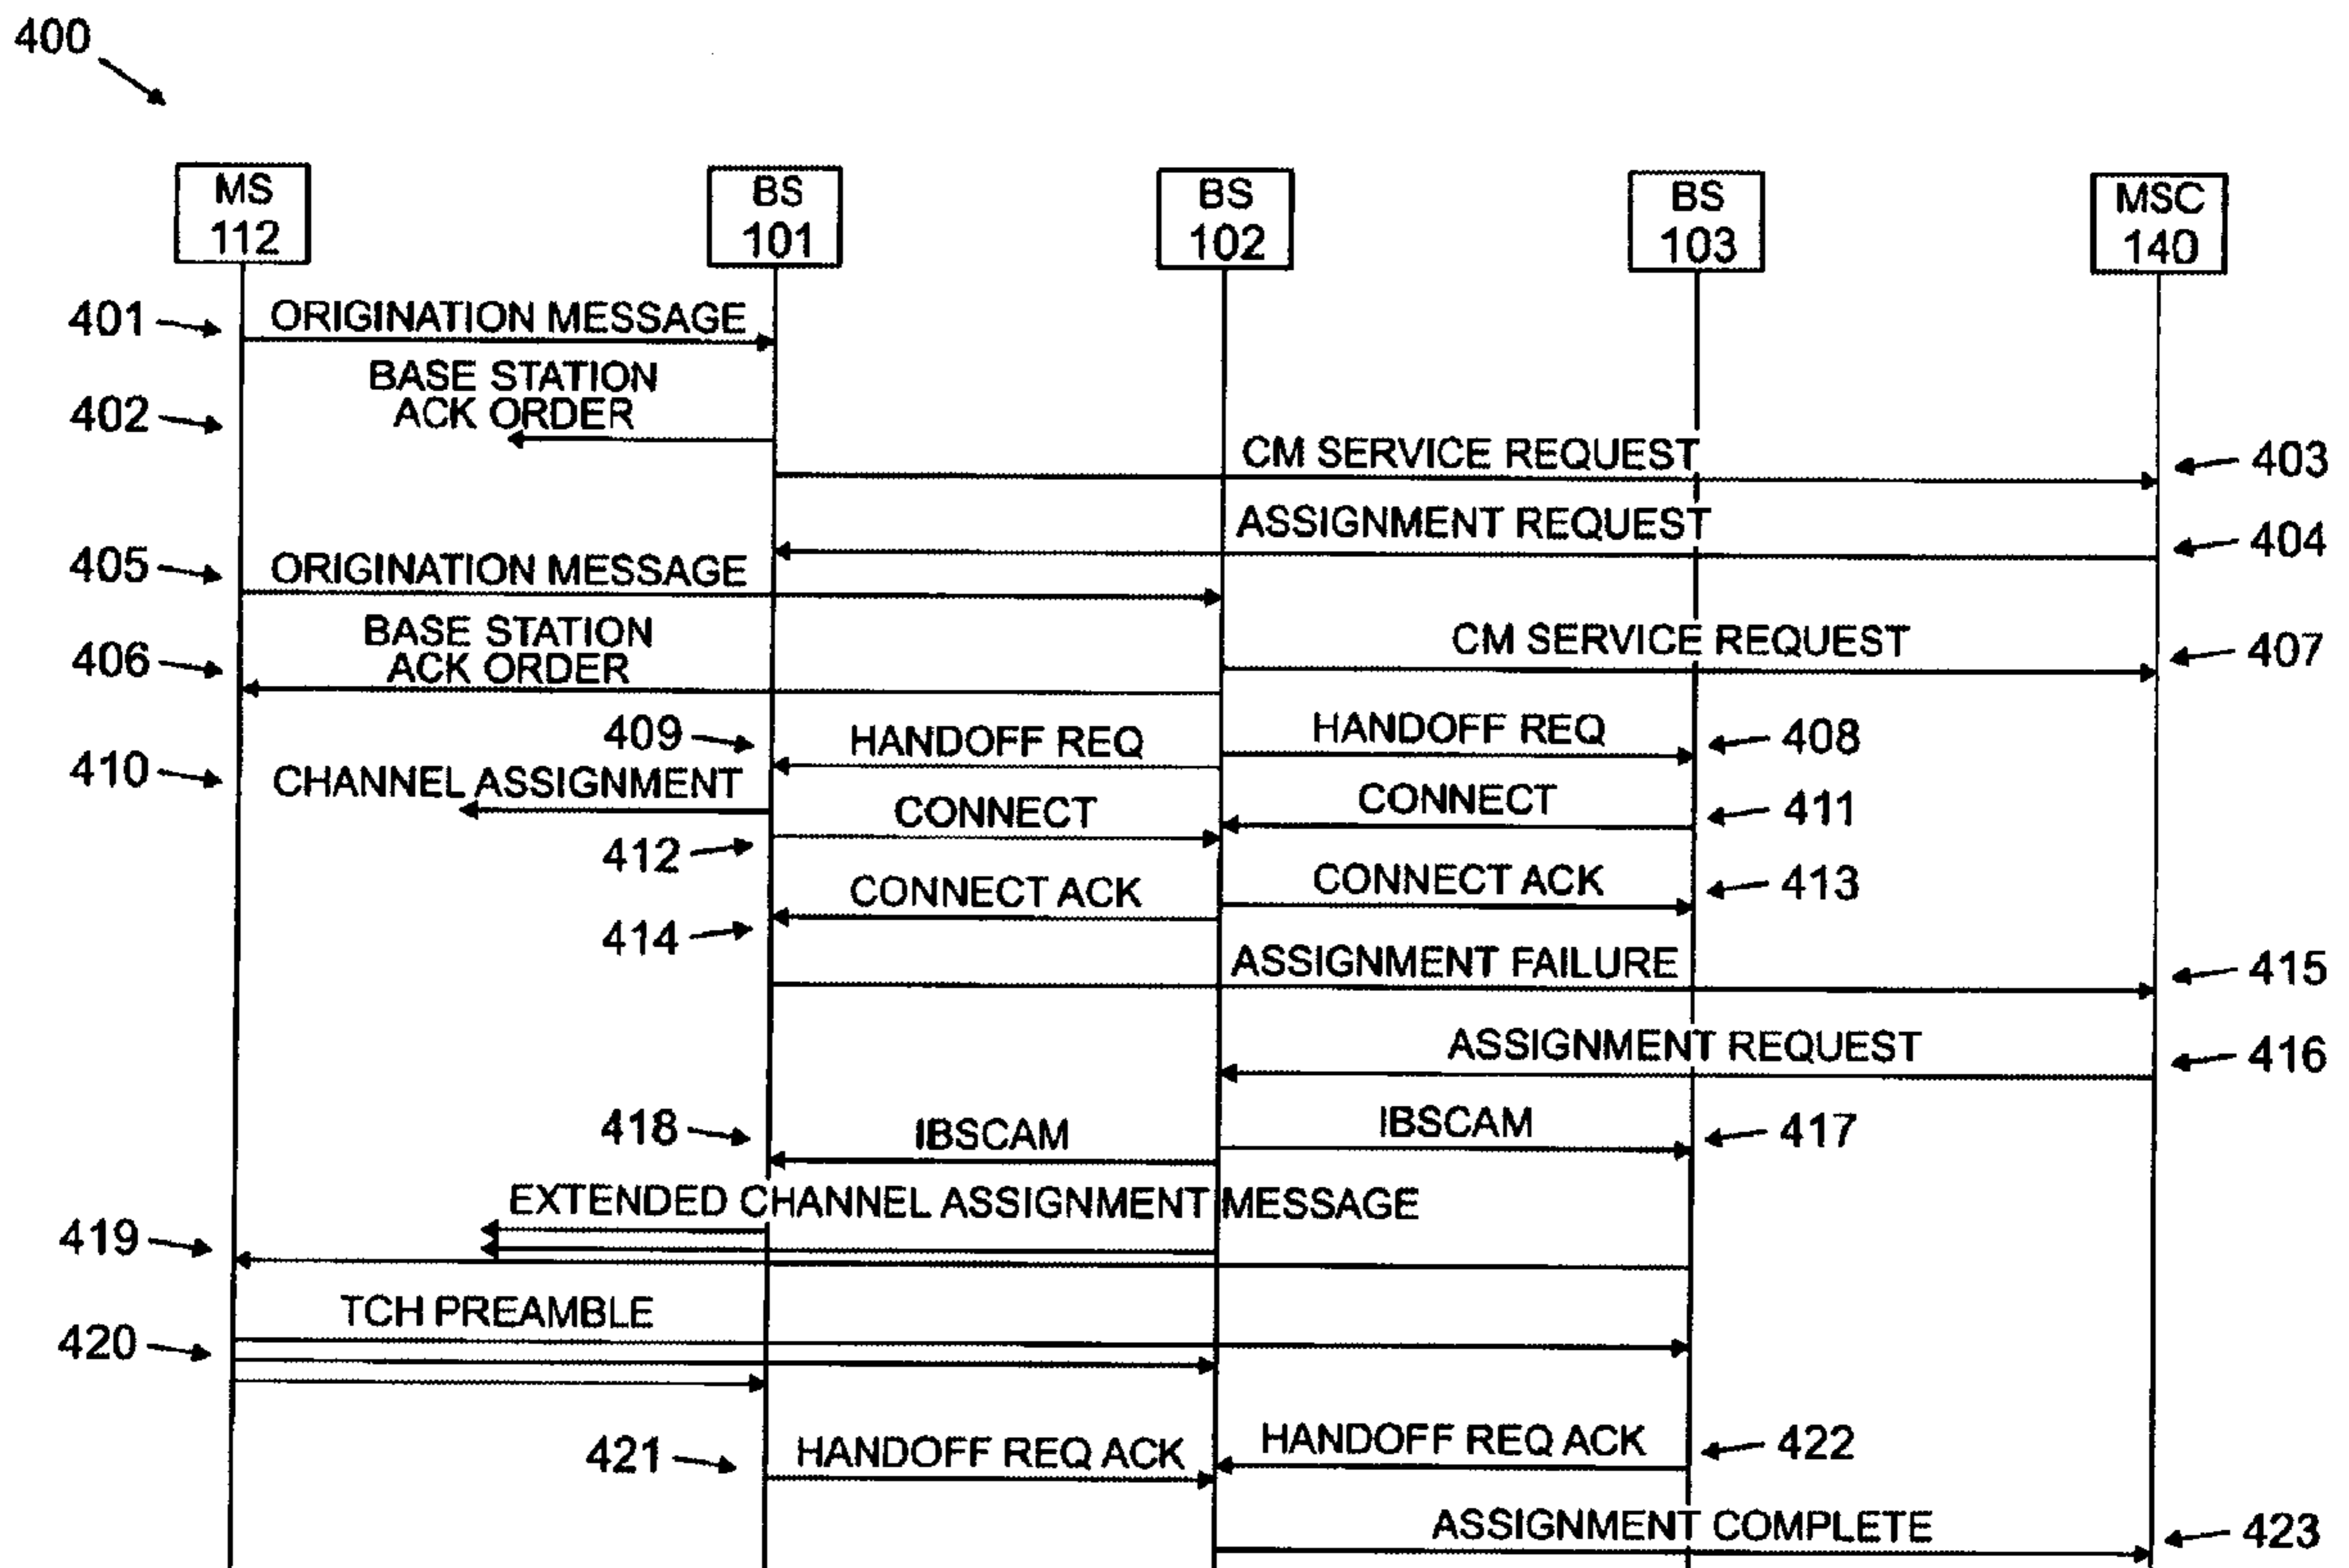 400
MS
112
BS
101
BS
102
BS
103
MSC
140
401
ORIGINATION MESSAGE
BASE STATION
ACK ORDER
402
CM SERVICE REQUEST
403
ASSIGNMENT REQUEST
404
405
ORIGINATION MESSAGE
BASE STATION
ACK ORDER
406
CM SERVICE REQUEST
407
409
HANDOFF REQ
HANDOFF REQ
408
410
CHANNEL ASSIGNMENT
CONNECT
CONNECT
411
412
CONNECT ACK
CONNECT ACK
413
414
ASSIGNMENT FAILURE
415
ASSIGNMENT REQUEST
416
418
IBSCAM
IBSCAM
417
EXTENDED CHANNEL ASSIGNMENT MESSAGE
419
TCH PREAMBLE
420
421
HANDOFF REQ ACK
HANDOFF REQ ACK
422
ASSIGNMENT COMPLETE
423